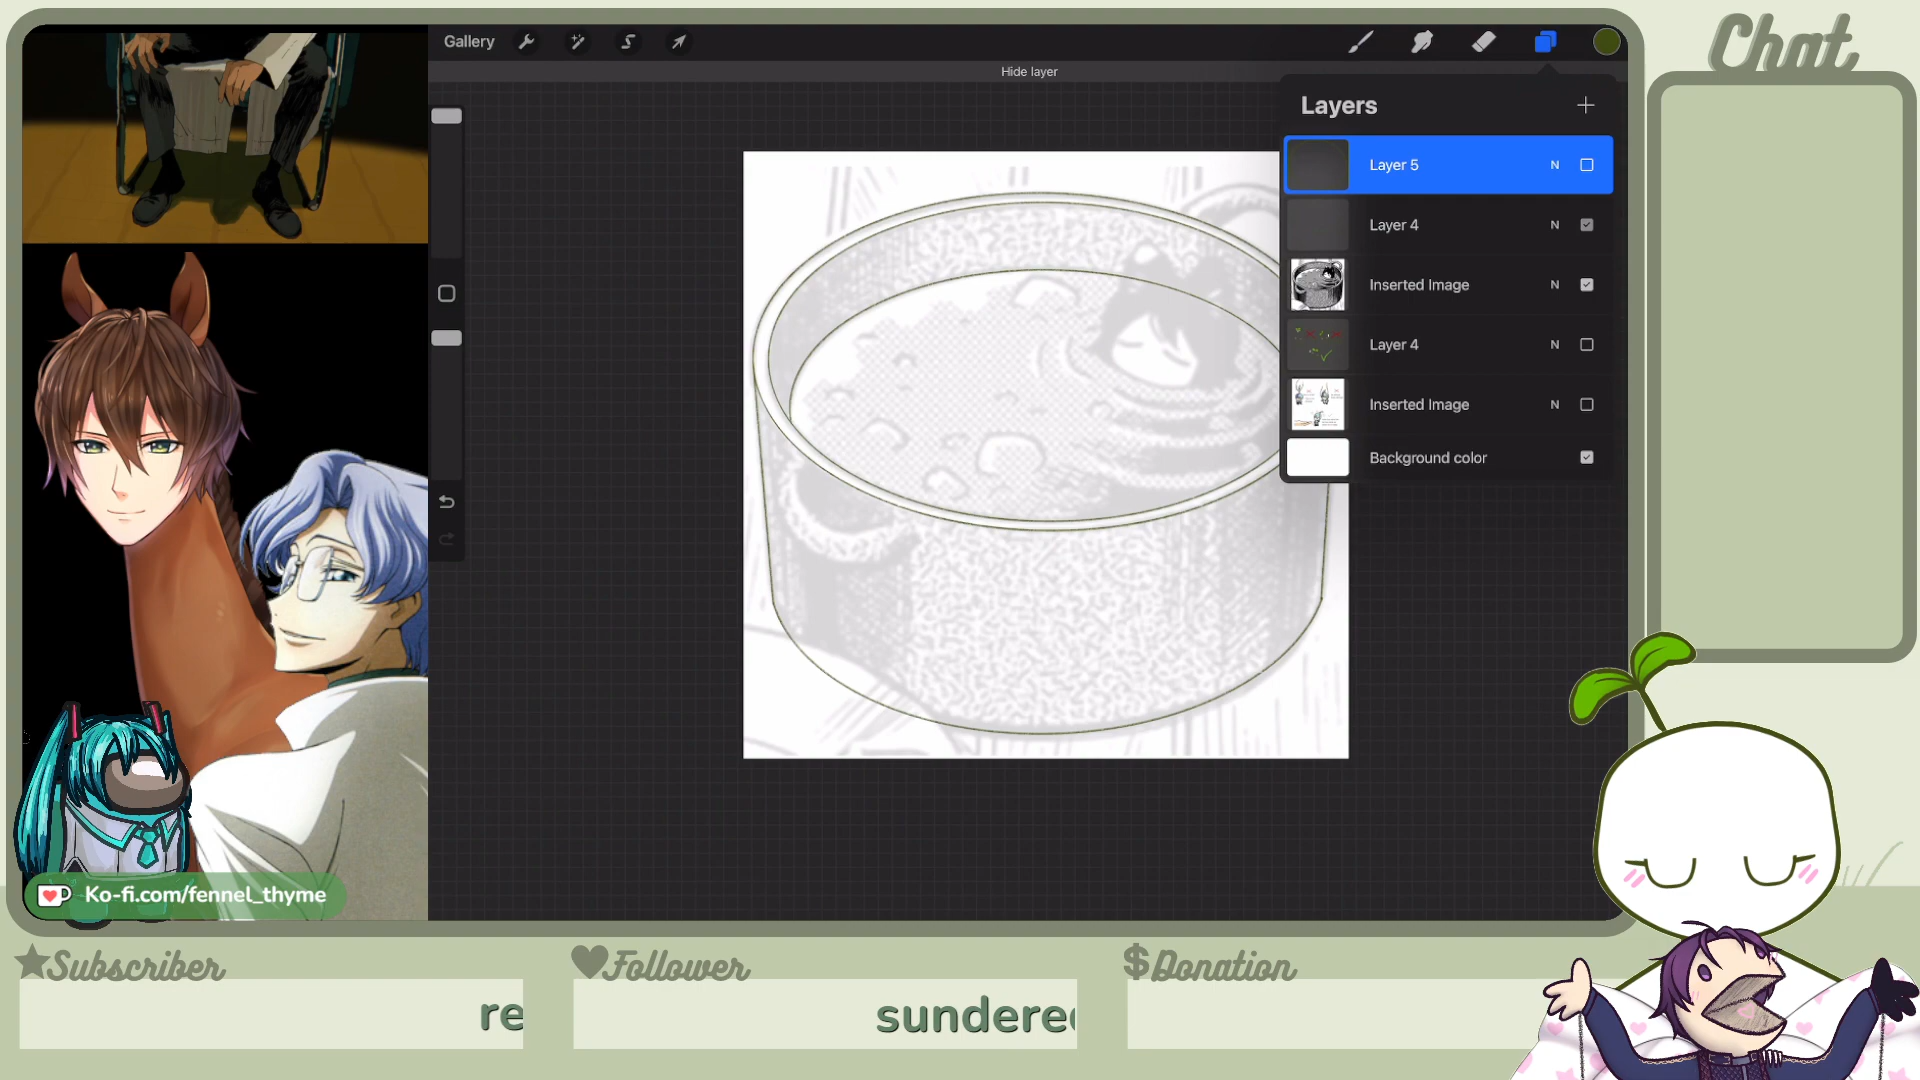 Chat
Gallery
Hide layer
Layers
Layer 5
N
Layer 4
N
Inserted Image
N
Layer 4
N
Inserted Image
N
Background color
Ko-fi.com/fennel_thyme
Subscriber
Follower
$Donation
re
sundere